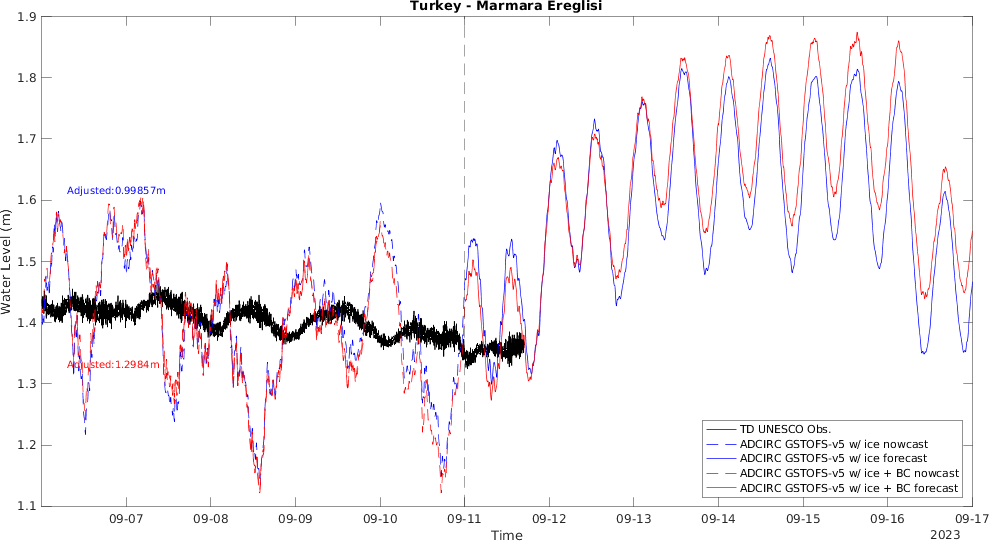 Turkey - Marmara Ereglisi
1.9
1.8
1.7
1.6
1.5
1.4
1.3
1.2
1.1
Water Level (m)
Adjusted:0.99857m
Adjusted:1.2984m
TD UNESCO Obs.
ADCIRC GSTOFS-v5 w/ ice nowcast
ADCIRC GSTOFS-v5 w/ ice forecast
ADCIRC GSTOFS-v5 w/ ice + BC nowcast
ADCIRC GSTOFS-v5 w/ ice + BC forecast
09-07 09-08 09-09 09-10 09-11 09-12 09-13 09-14 09-15 09-16 09-17
Time
2023